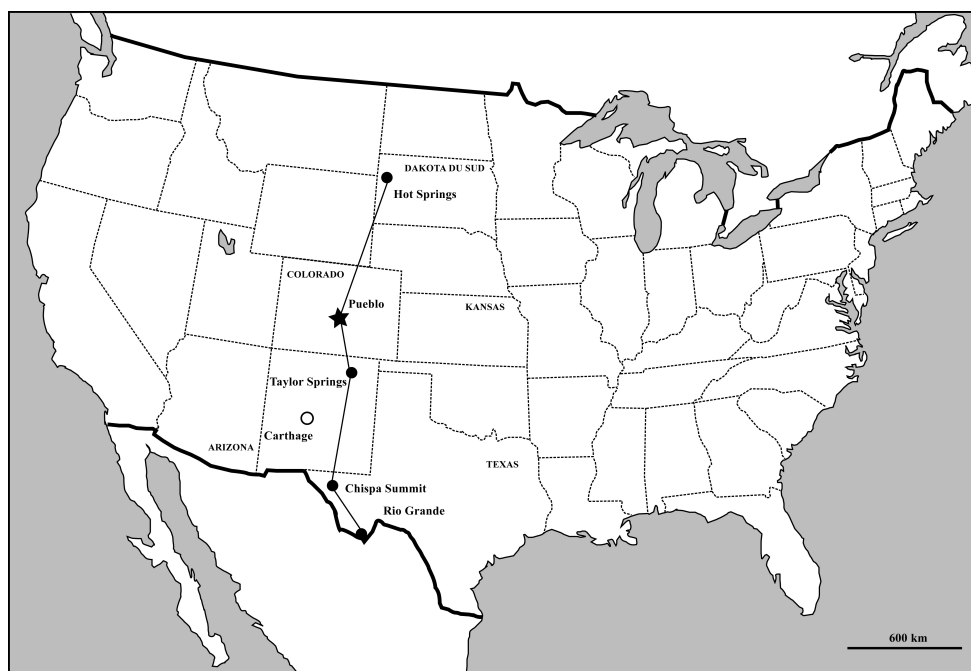 DAKOTA DU SUD
Hot Springs
COLORADO
Pueblo
KANSAS
Taylor Springs
Carthage
ARIZONA
TEXAS
Chispa Summit
Rio Grande
600 km